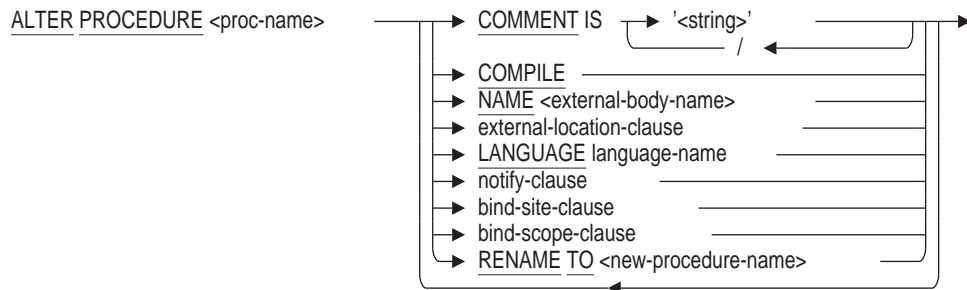 ALTER PROCEDURE <proc-name> COMMENT IS '<string>'
/
COMPILE
NAME <external-body-name>
external-location-clause
LANGUAGE language-name
notify-clause
bind-site-clause
bind-scope-clause
RENAME TO <new-procedure-name>